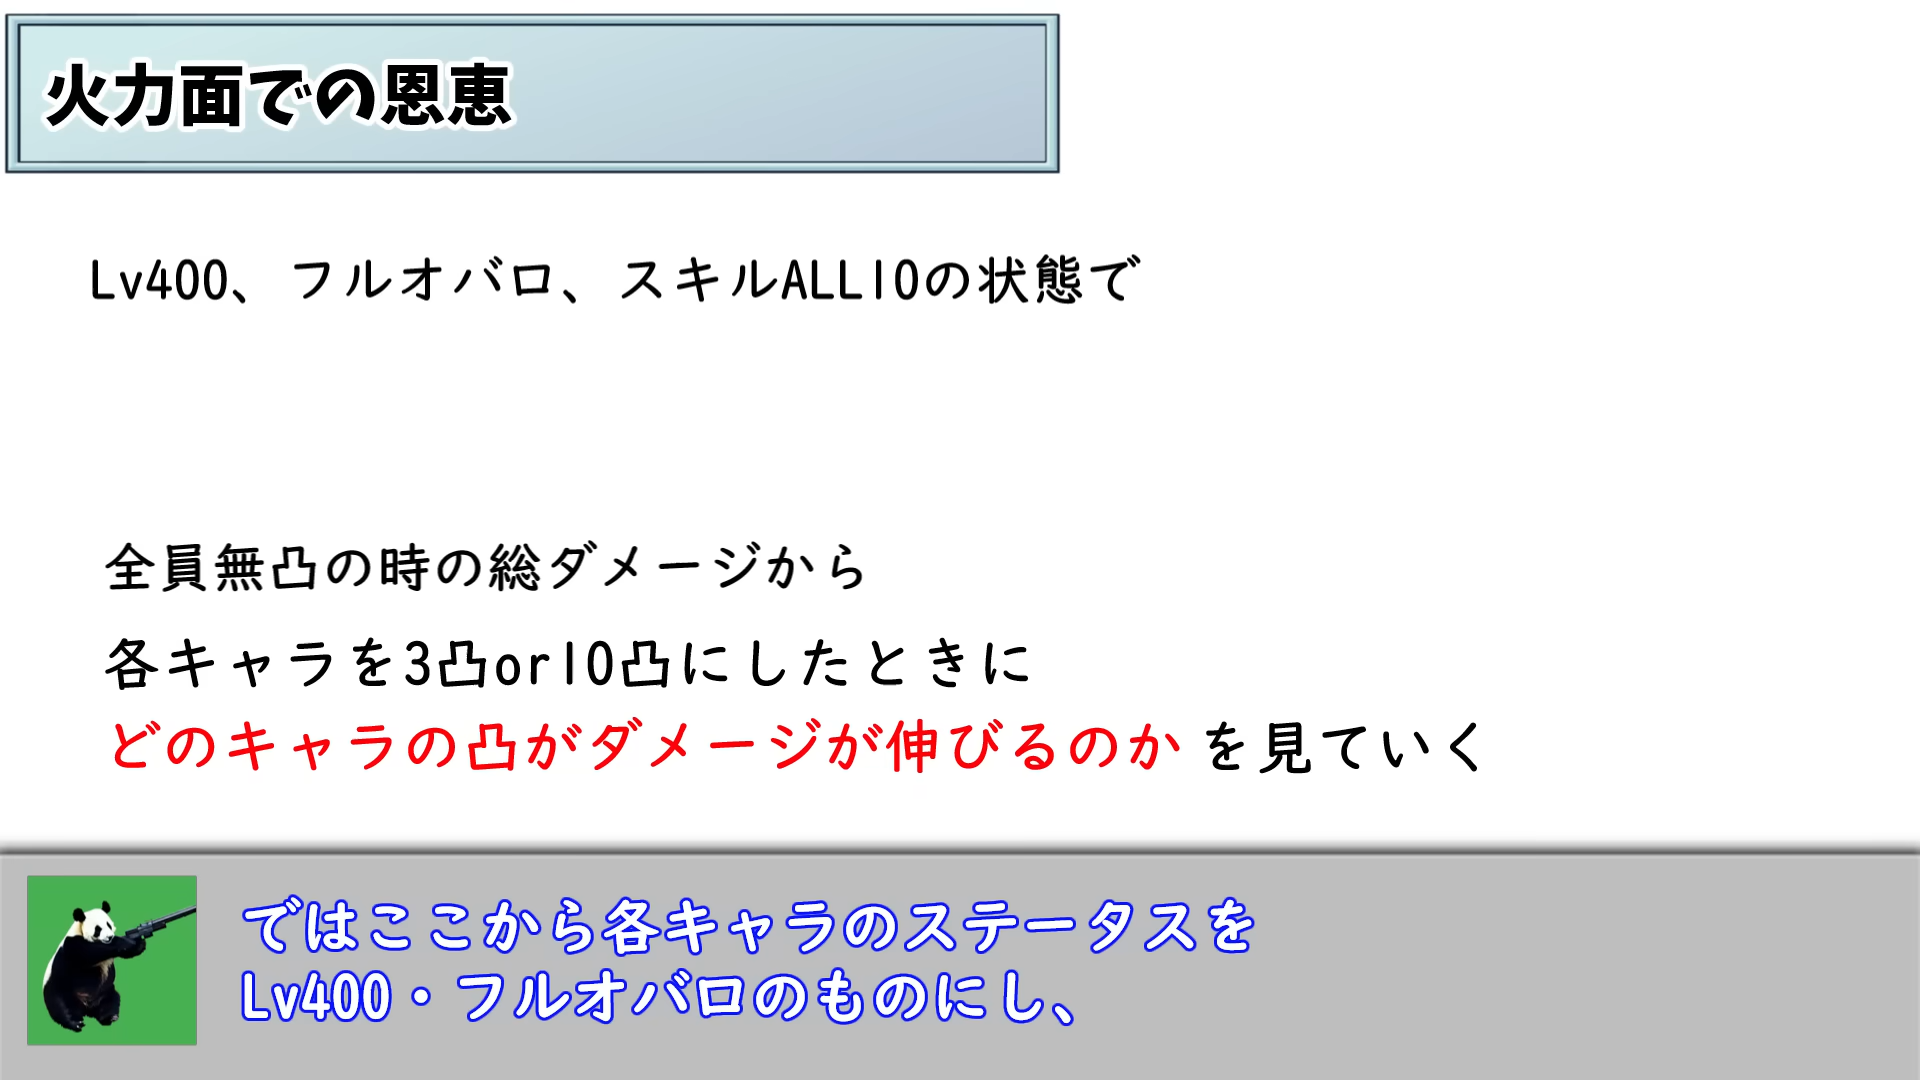 火力面での恩恵
Lv400、フルオバロ、スキルALL10の状態で
全員無凸の時の総ダメージから
各キャラを3凸or10凸にしたときに
どのキャラの凸がダメージが伸びるのか を見ていく
ではここから各キャラのステータスを
Lv400・フルオバロのものにし、